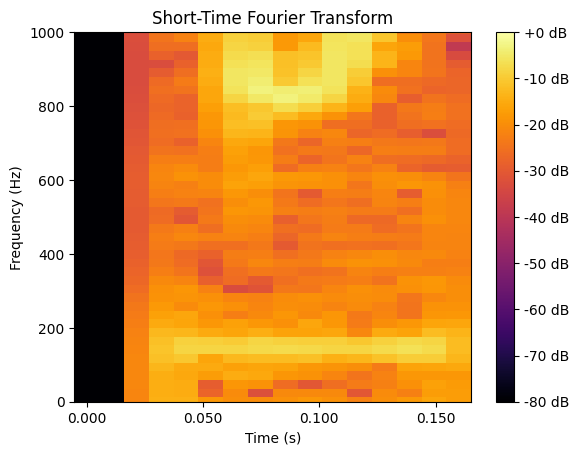 Short-Time Fourier Transform
1000
800
600
400
200
0
Frequency (Hz)
0.000
0.050
0.100
0.150
Time (s)
+0 dB
-10 dB
-20 dB
-30 dB
-40 dB
-50 dB
-60 dB
-70 dB
-80 dB